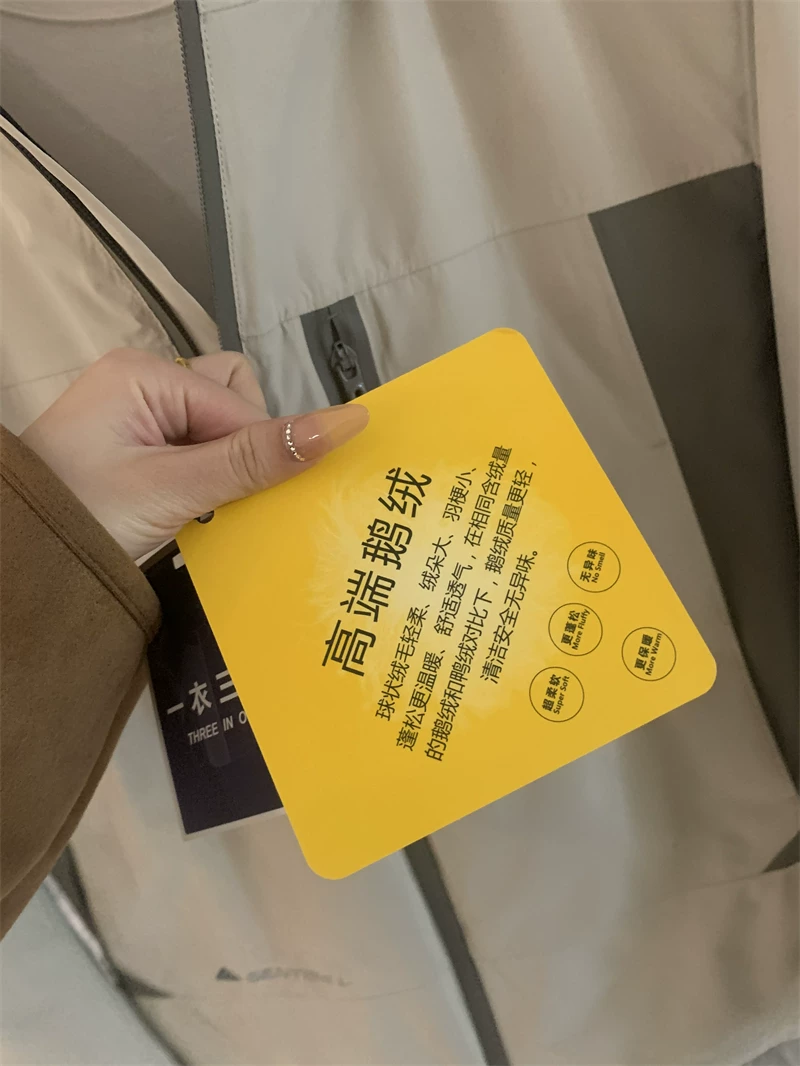 高端鹅绒
球状绒毛轻柔、绒朵大、羽梗小、
蓬松更温暖、舒适透气，在相同含绒量
的鹅绒和鸭绒对比下，鹅绒质量更轻，
清洁安全无异味。
超柔软
Super Soft
更蓬松
More Fluffy
无异味
No Smell
更保暖
More Warm
一衣三
THREE IN O